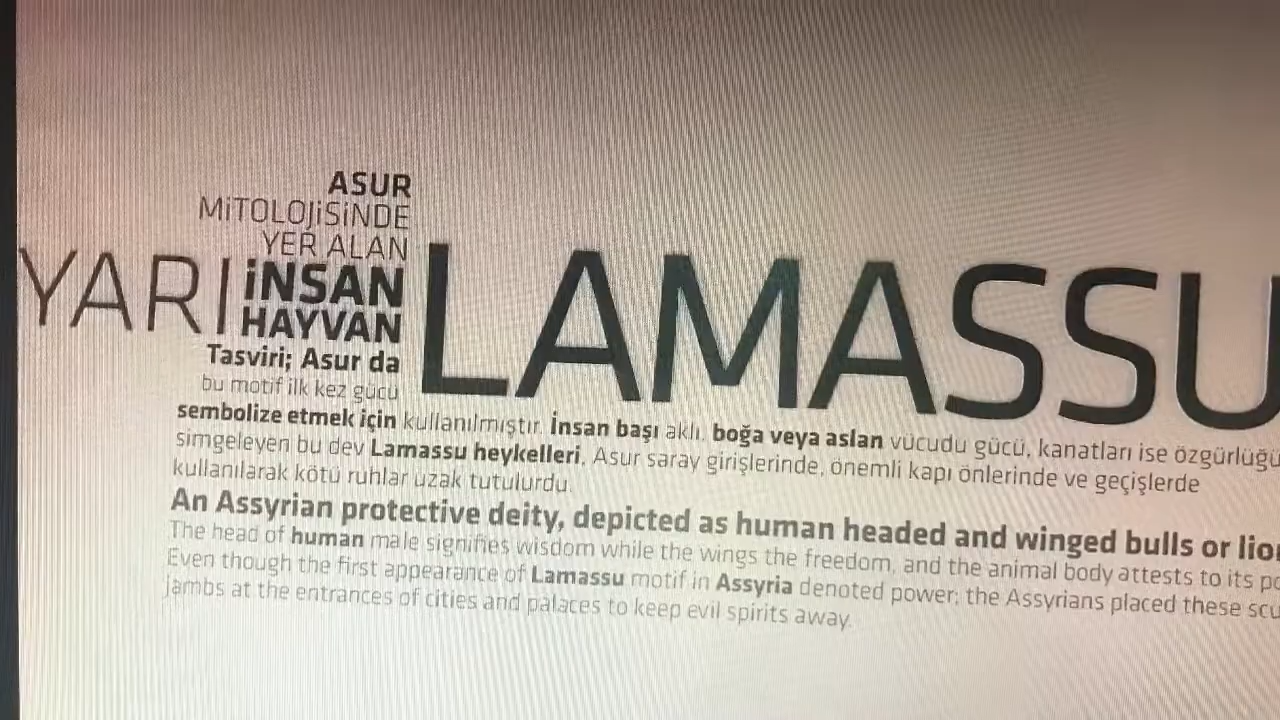 ASUR
MiTOLOJiSiNDE
YER ALAN
YARI iNSAN
HAYVAN
LAMASSU
Tasviri; Asur da
bu motif ilk kez gücü
sembolize etmek için kullanılmıştır. İnsan başı aklı, boğa veya aslan vücudu gücü, kanatları ise özgürlüğü
simgeleyen bu dev Lamassu heykelleri, Asur saray girişlerinde, önemli kapı önlerinde ve geçişlerde
kullanılarak kötü ruhlar uzak tutulurdu.
An Assyrian protective deity, depicted as human headed and winged bulls or
The head of human male signifies wisdom while the wings the freedom, and the animal body attests to its
Even though the first appearance of Lamassu motif in Assyria denoted power; the Assyrians placed these
jambs at the entrances of cities and palaces to keep evil spirits away.